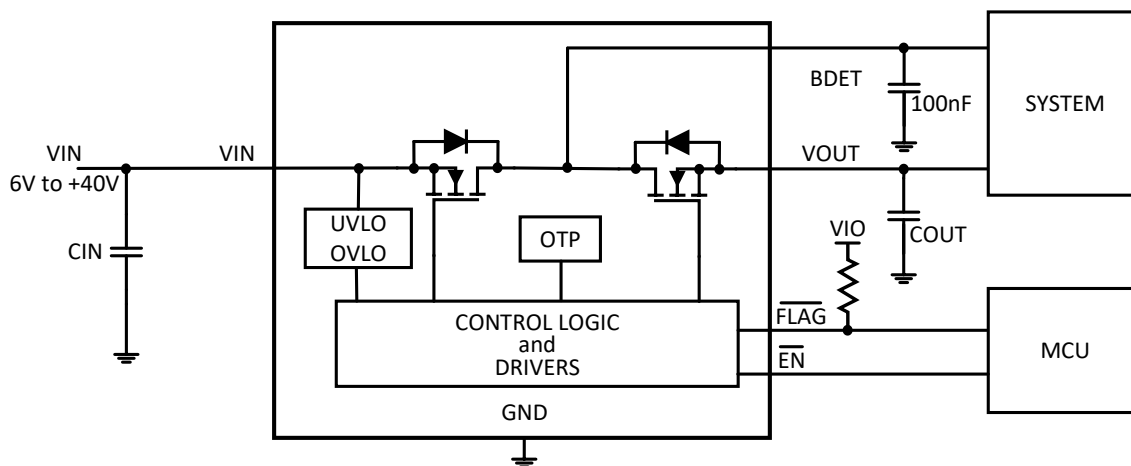 BDET
100nF
SYSTEM
VIN
VIN
VOUT
6V to +40V
UVLO
OVLO
OTP
VIO
COUT
CIN
CONTROL LOGIC
and
DRIVERS
FLAG
EN
MCU
GND